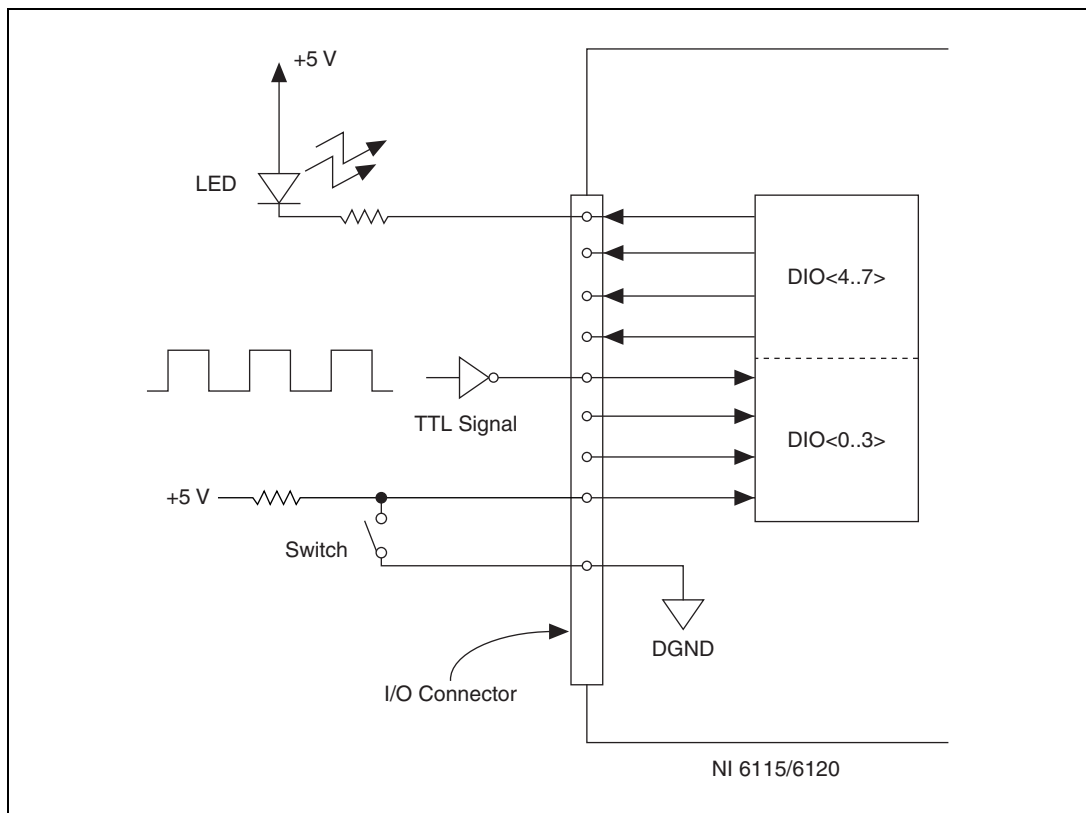 +5 V
LED
DIO<4..7>
TTL Signal
DIO<0..3>
+5 V
Switch
DGND
I/O Connector
NI 6115/6120